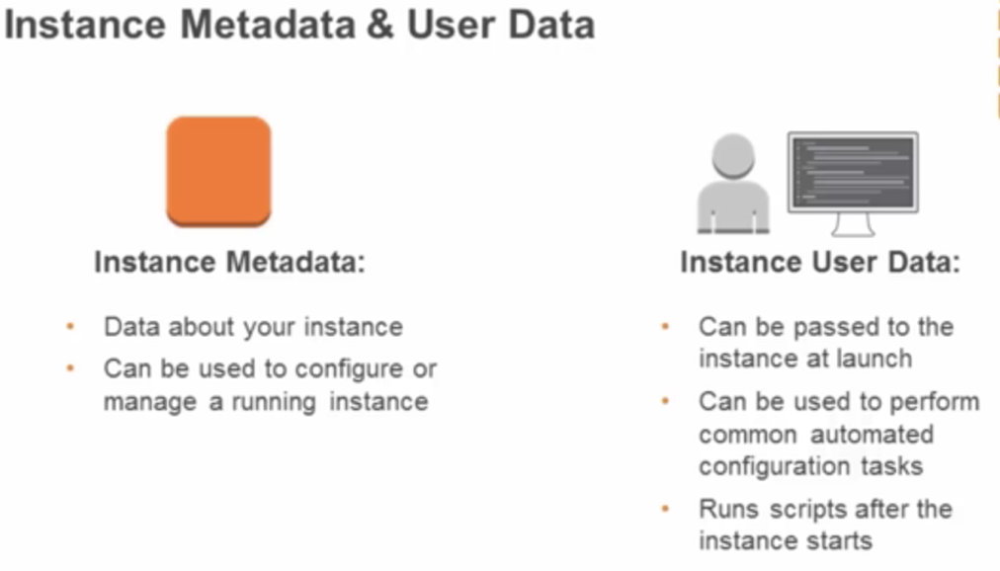 Instance Metadata & User Data
Instance Metadata:
• Data about your instance
• Can be used to configure or
manage a running instance
Instance User Data:
• Can be passed to the
instance at launch
• Can be used to perform
common automated
configuration tasks
• Runs scripts after the
instance starts